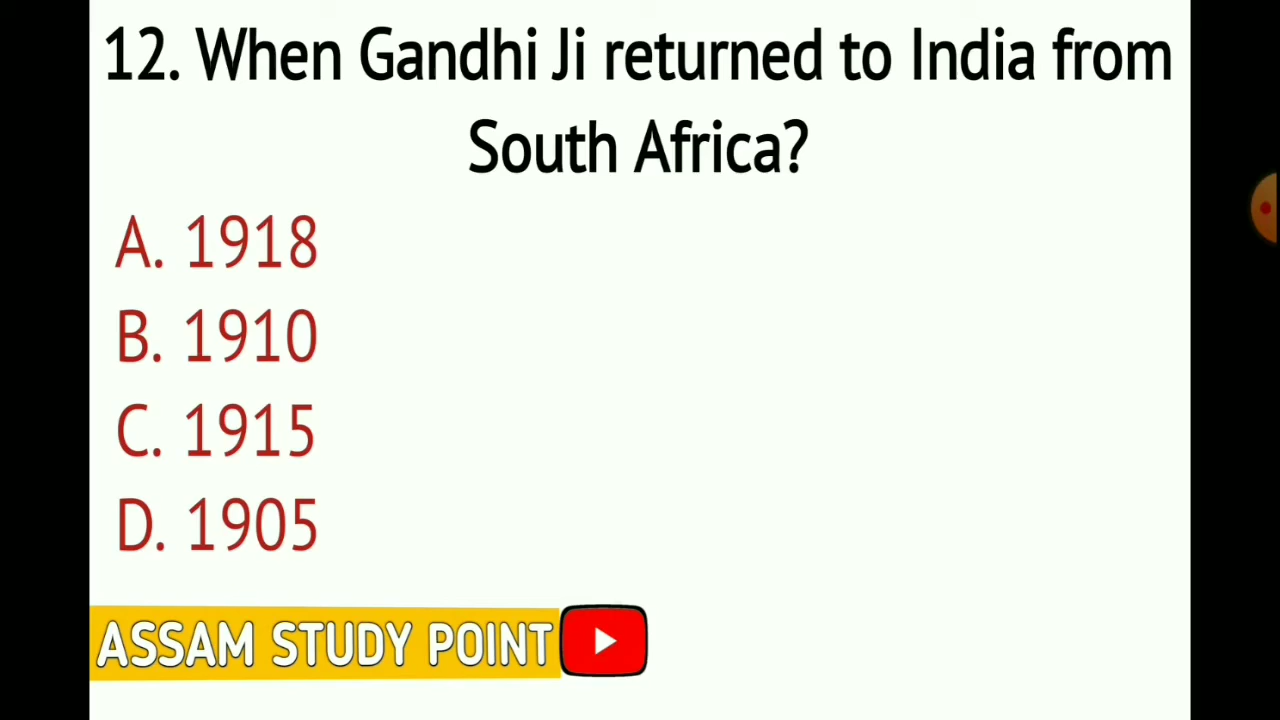 12. When Gandhi Ji returned to India from
South Africa?
A. 1918
B. 1910
C. 1915
D. 1905
ASSAM STUDY POINT